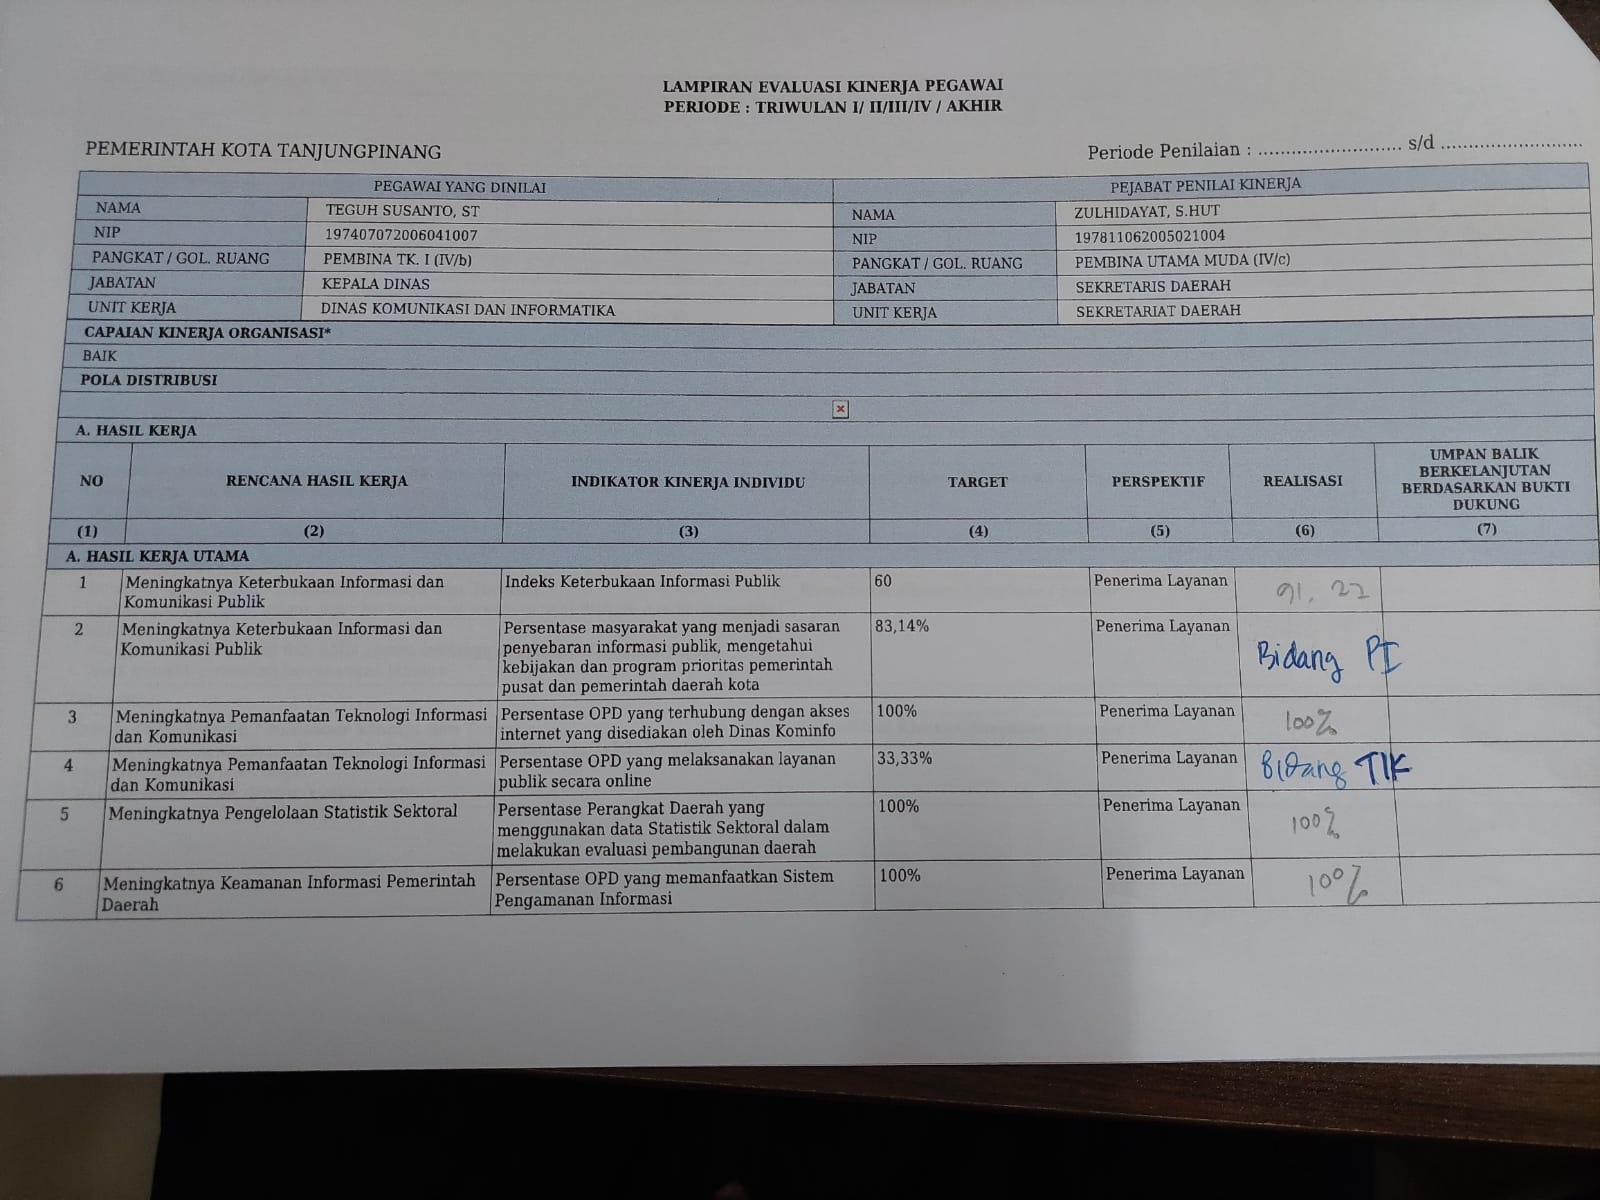 LAMPIRAN EVALUASI KINERJA PEGAWAI
PERIODE : TRIWULAN I/ II/III/IV / AKHIR
PEMERINTAH KOTA TANJUNGPINANG
Periode Penilaian : .......................... s/d ..........................
PEGAWAI YANG DINILAI
PEJABAT PENILAI KINERJA
NAMA TEGUH SUSANTO, ST NAMA ZULHIDAYAT, S.HUT
NIP 197407072006041007 NIP 197811062005021004
PANGKAT / GOL. RUANG PEMBINA TK. I (IV/b) PANGKAT / GOL. RUANG PEMBINA UTAMA MUDA (IV/c)
JABATAN KEPALA DINAS JABATAN SEKRETARIS DAERAH
UNIT KERJA DINAS KOMUNIKASI DAN INFORMATIKA UNIT KERJA SEKRETARIAT DAERAH
CAPAIAN KINERJA ORGANISASI*
BAIK
POLA DISTRIBUSI
A. HASIL KERJA
NO
RENCANA HASIL KERJA
INDIKATOR KINERJA INDIVIDU
TARGET
PERSPEKTIF
REALISASI
UMPAN BALIK
BERKELANJUTAN
BERDASARKAN BUKTI
DUKUNG
(1) (2) (3) (4) (5) (6) (7)
A. HASIL KERJA UTAMA
1
Meningkatnya Keterbukaan Informasi dan
Komunikasi Publik
Indeks Keterbukaan Informasi Publik
60
Penerima Layanan
91, 22
2
Meningkatnya Keterbukaan Informasi dan
Komunikasi Publik
Persentase masyarakat yang menjadi sasaran
penyebaran informasi publik, mengetahui
kebijakan dan program prioritas pemerintah
pusat dan pemerintah daerah kota
83,14%
Penerima Layanan
Bidang PI
3
Meningkatnya Pemanfaatan Teknologi Informasi
dan Komunikasi
Persentase OPD yang terhubung dengan akses
internet yang disediakan oleh Dinas Kominfo
100%
Penerima Layanan
100%
4
Meningkatnya Pemanfaatan Teknologi Informasi
dan Komunikasi
Persentase OPD yang melaksanakan layanan
publik secara online
33,33%
Penerima Layanan
Bidang TIK
5
Meningkatnya Pengelolaan Statistik Sektoral
Persentase Perangkat Daerah yang
menggunakan data Statistik Sektoral dalam
melakukan evaluasi pembangunan daerah
100%
Penerima Layanan
100%
6
Meningkatnya Keamanan Informasi Pemerintah
Daerah
Persentase OPD yang memanfaatkan Sistem
Pengamanan Informasi
100%
Penerima Layanan
100%